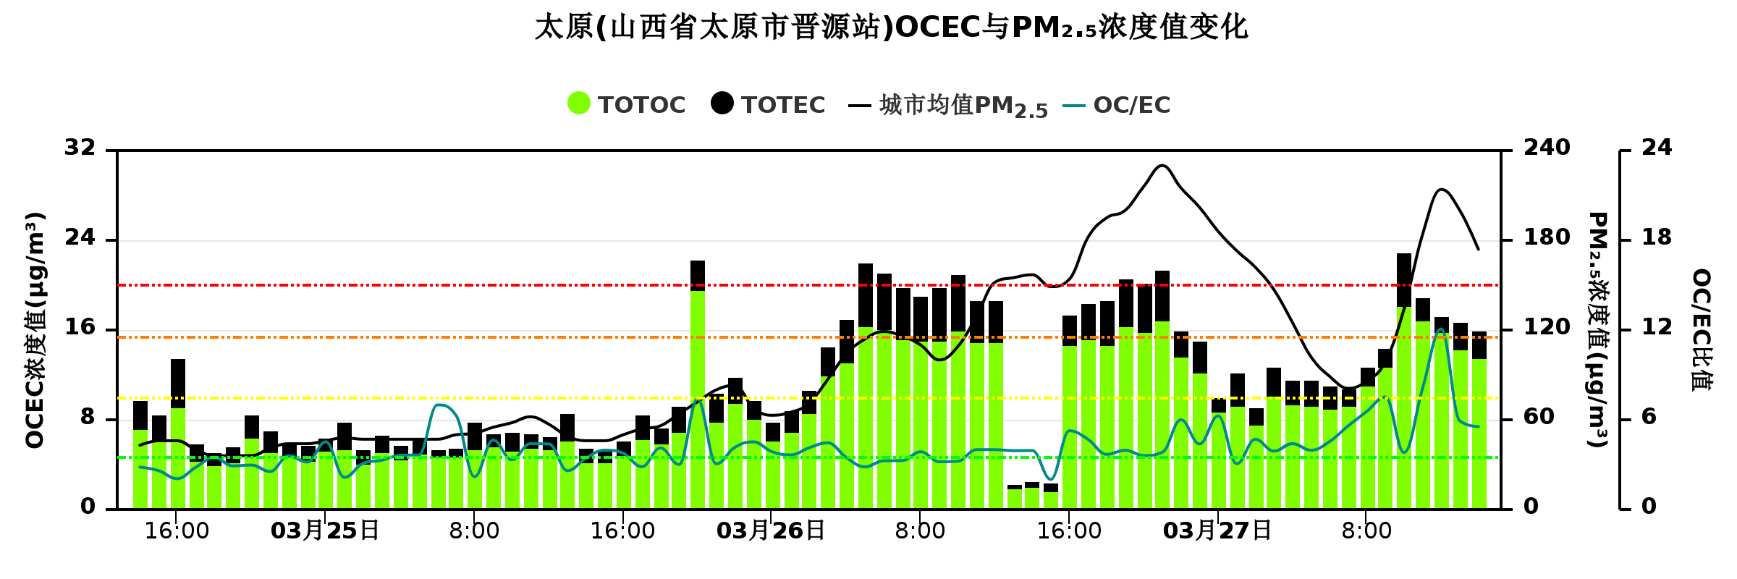 太原(山西省太原市晋源站)OCEC与PM₂.₅浓度值变化
TOTOC TOTEC 城市均值PM2.5 OC/EC
32 240 24
24 180 18
16 120 12
8 60 6
0 0 0
OCEC浓度值(μg/m³)
PM₂.₅浓度值(μg/m³)
OC/EC比值
16:00 03月25日 8:00 16:00 03月26日 8:00 16:00 03月27日 8:00